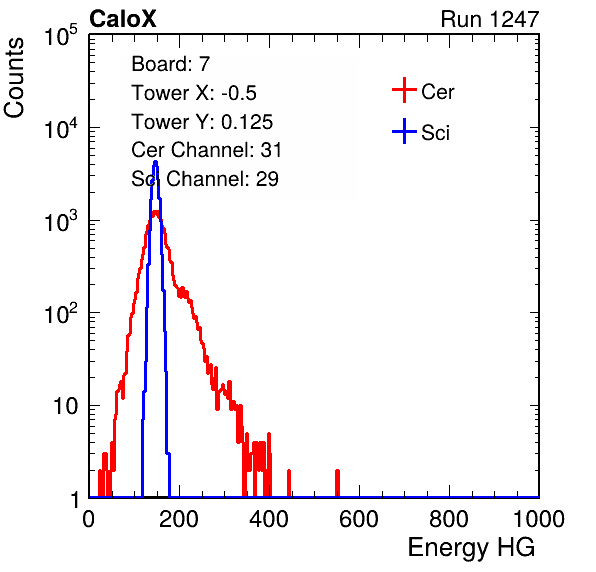 CaloX Run 1247
Counts
Board: 7
Tower X: -0.5
Tower Y: 0.125
Cer Channel: 31
Sci Channel: 29
Cer
Sci
10^5
10^4
10^3
10^2
10
1
0 200 400 600 800 1000
Energy HG